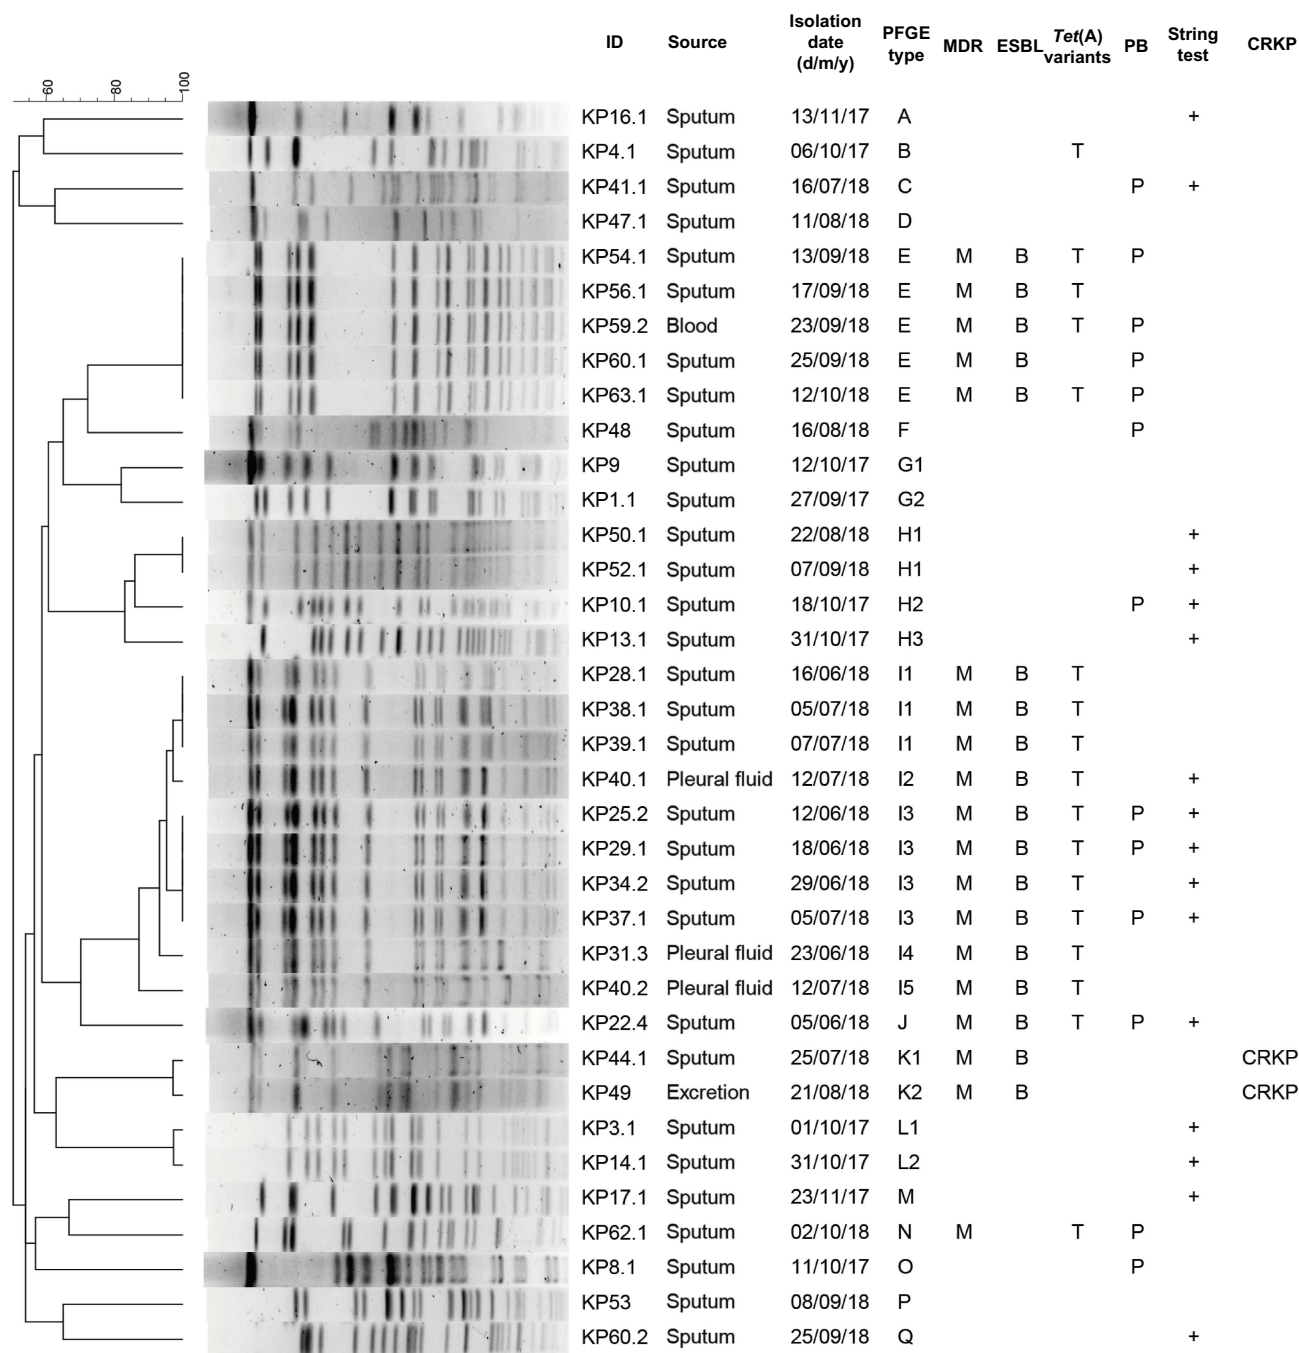 ID Source Isolation date (d/m/y) PFGE type MDR ESBL Tet(A) variants PB String test CRKP
60 80 100
KP16.1 Sputum 13/11/17 A +
KP4.1 Sputum 06/10/17 B T
KP41.1 Sputum 16/07/18 C P +
KP47.1 Sputum 11/08/18 D
KP54.1 Sputum 13/09/18 E M B T P
KP56.1 Sputum 17/09/18 E M B T
KP59.2 Blood 23/09/18 E M B T P
KP60.1 Sputum 25/09/18 E M B P
KP63.1 Sputum 12/10/18 E M B T P
KP48 Sputum 16/08/18 F P
KP9 Sputum 12/10/17 G1
KP1.1 Sputum 27/09/17 G2
KP50.1 Sputum 22/08/18 H1 +
KP52.1 Sputum 07/09/18 H1 +
KP10.1 Sputum 18/10/17 H2 P +
KP13.1 Sputum 31/10/17 H3 +
KP28.1 Sputum 16/06/18 I1 M B T
KP38.1 Sputum 05/07/18 I1 M B T
KP39.1 Sputum 07/07/18 I1 M B T
KP40.1 Pleural fluid 12/07/18 I2 M B T +
KP25.2 Sputum 12/06/18 I3 M B T P +
KP29.1 Sputum 18/06/18 I3 M B T P +
KP34.2 Sputum 29/06/18 I3 M B T +
KP37.1 Sputum 05/07/18 I3 M B T P +
KP31.3 Pleural fluid 23/06/18 I4 M B T
KP40.2 Pleural fluid 12/07/18 I5 M B T
KP22.4 Sputum 05/06/18 J M B T P +
KP44.1 Sputum 25/07/18 K1 M B CRKP
KP49 Excretion 21/08/18 K2 M B CRKP
KP3.1 Sputum 01/10/17 L1 +
KP14.1 Sputum 31/10/17 L2 +
KP17.1 Sputum 23/11/17 M +
KP62.1 Sputum 02/10/18 N M T P
KP8.1 Sputum 11/10/17 O P
KP53 Sputum 08/09/18 P
KP60.2 Sputum 25/09/18 Q +